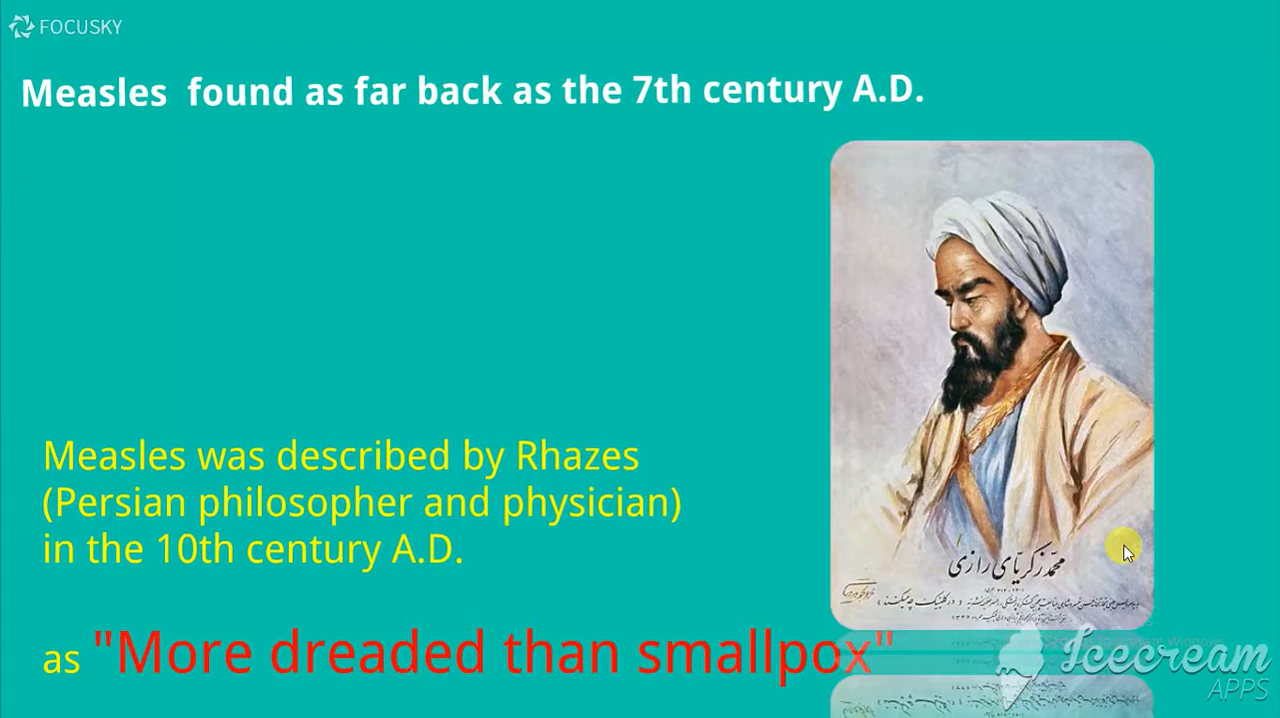 FOCUSKY
Measles found as far back as the 7th century A.D.
Measles was described by Rhazes
(Persian philosopher and physician)
in the 10th century A.D.
محمد زکریای رازی
as "More dreaded than smallpox"
Icecream
APPS